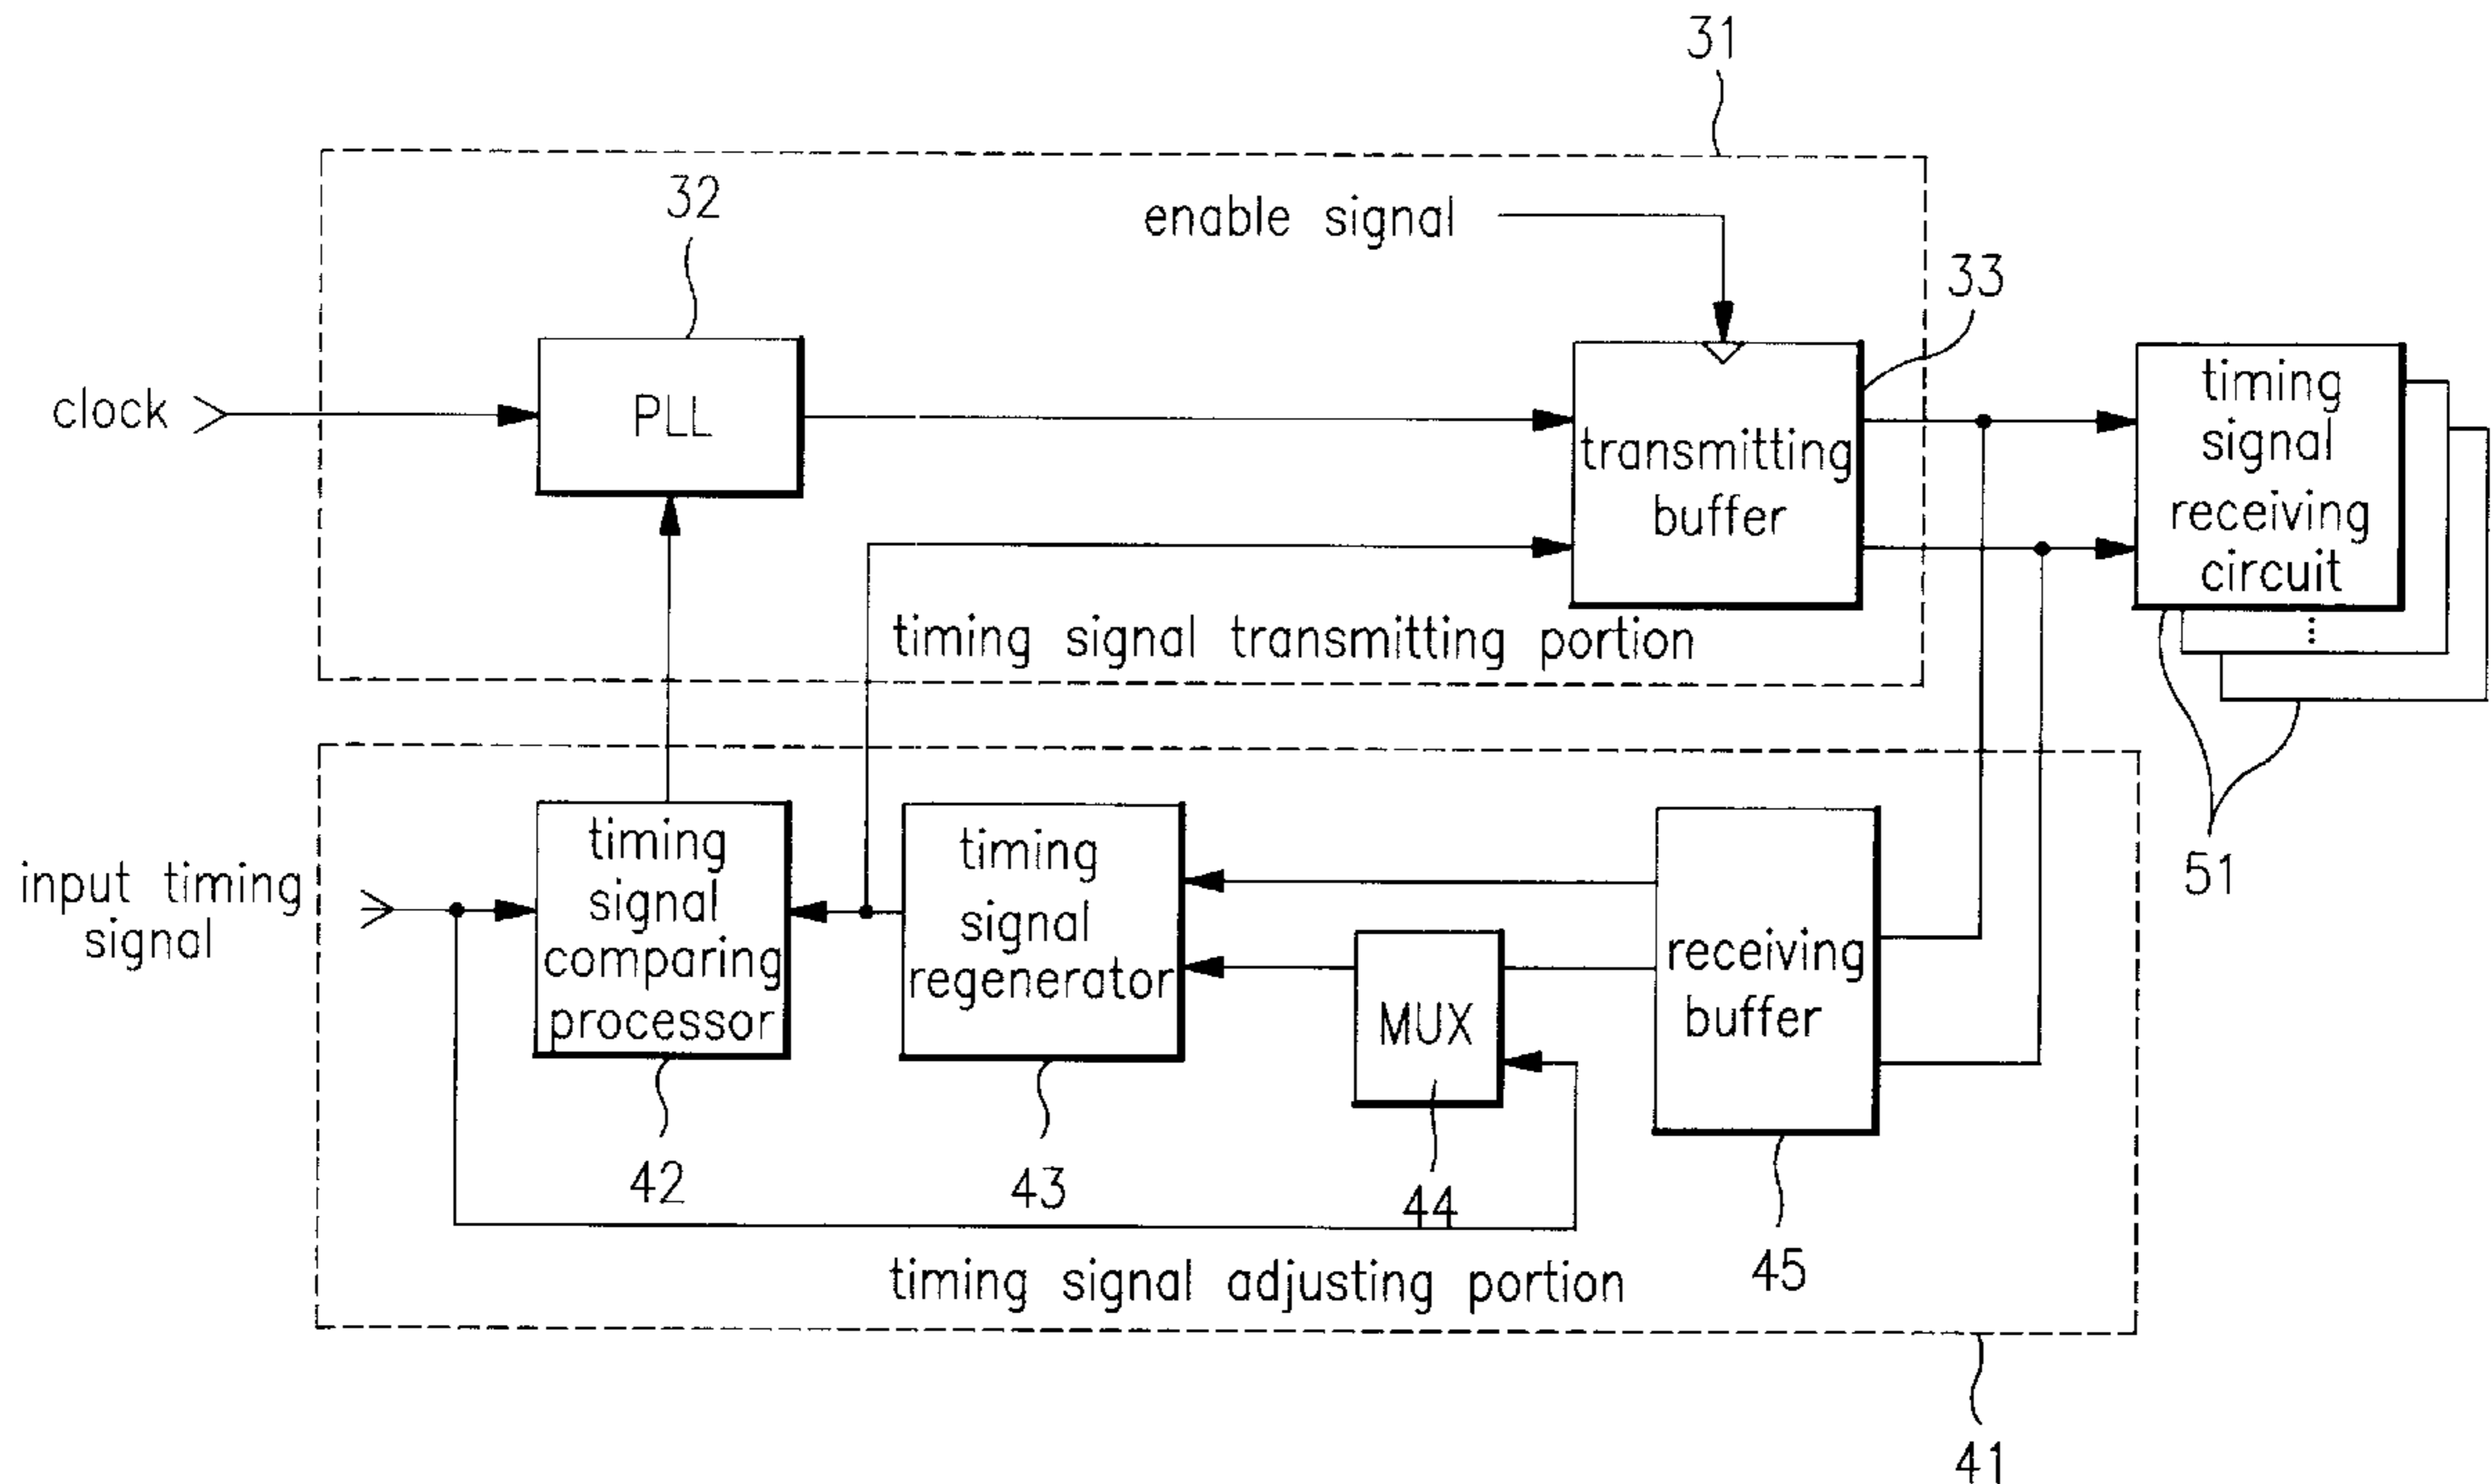 31
32
enable signal
33
clock
PLL
transmitting
buffer
timing
signal
receiving
circuit
timing signal transmitting portion
51
input timing
signal
timing
signal
comparing
processor
timing
signal
regenerator
MUX
receiving
buffer
42
43
44
45
timing signal adjusting portion
41